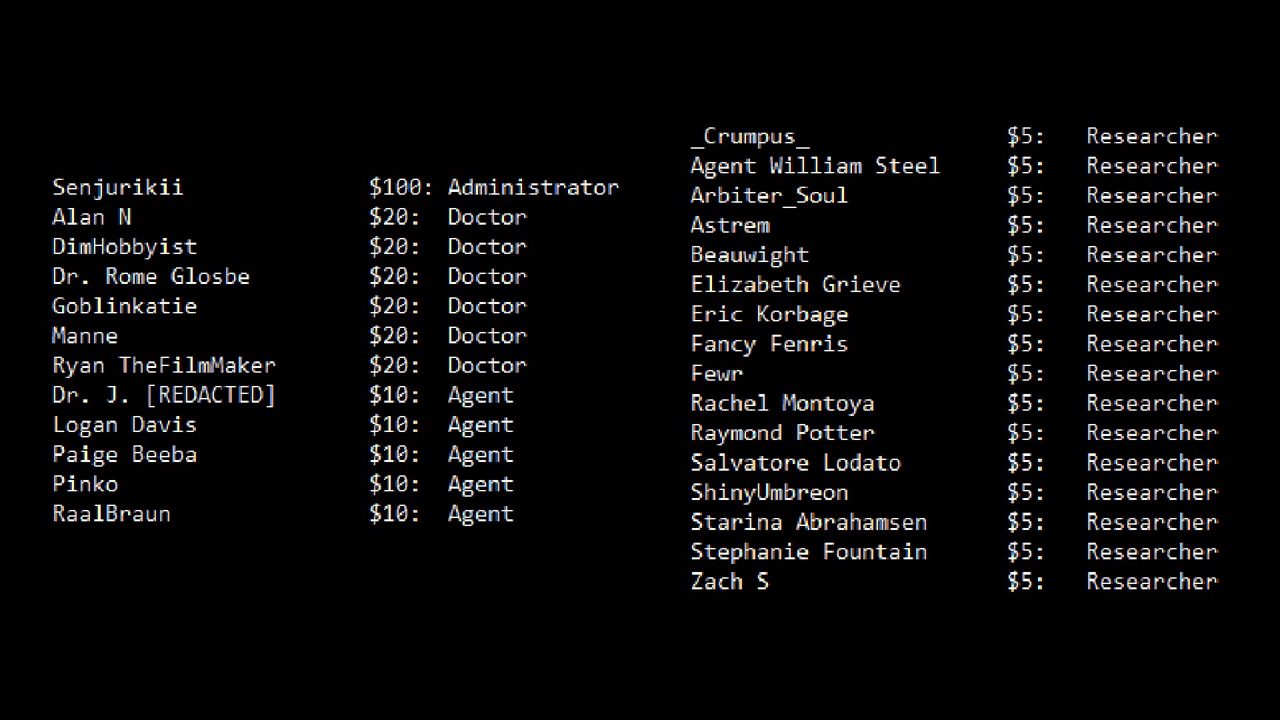 Senjurikii $100: Administrator
Alan N $20: Doctor
DimHobbyist $20: Doctor
Dr. Rome Glosbe $20: Doctor
Goblinkatie $20: Doctor
Manne $20: Doctor
Ryan TheFilmMaker $20: Doctor
Dr. J. [REDACTED] $10: Agent
Logan Davis $10: Agent
Paige Beeba $10: Agent
Pinko $10: Agent
RaalBraun $10: Agent
_Crumpus_ $5: Researcher
Agent William Steel $5: Researcher
Arbiter_Soul $5: Researcher
Astrem $5: Researcher
Beauwight $5: Researcher
Elizabeth Grieve $5: Researcher
Eric Korbage $5: Researcher
Fancy Fenris $5: Researcher
Fewr $5: Researcher
Rachel Montoya $5: Researcher
Raymond Potter $5: Researcher
Salvatore Lodato $5: Researcher
ShinyUmbreon $5: Researcher
Starina Abrahamsen $5: Researcher
Stephanie Fountain $5: Researcher
Zach S $5: Researcher